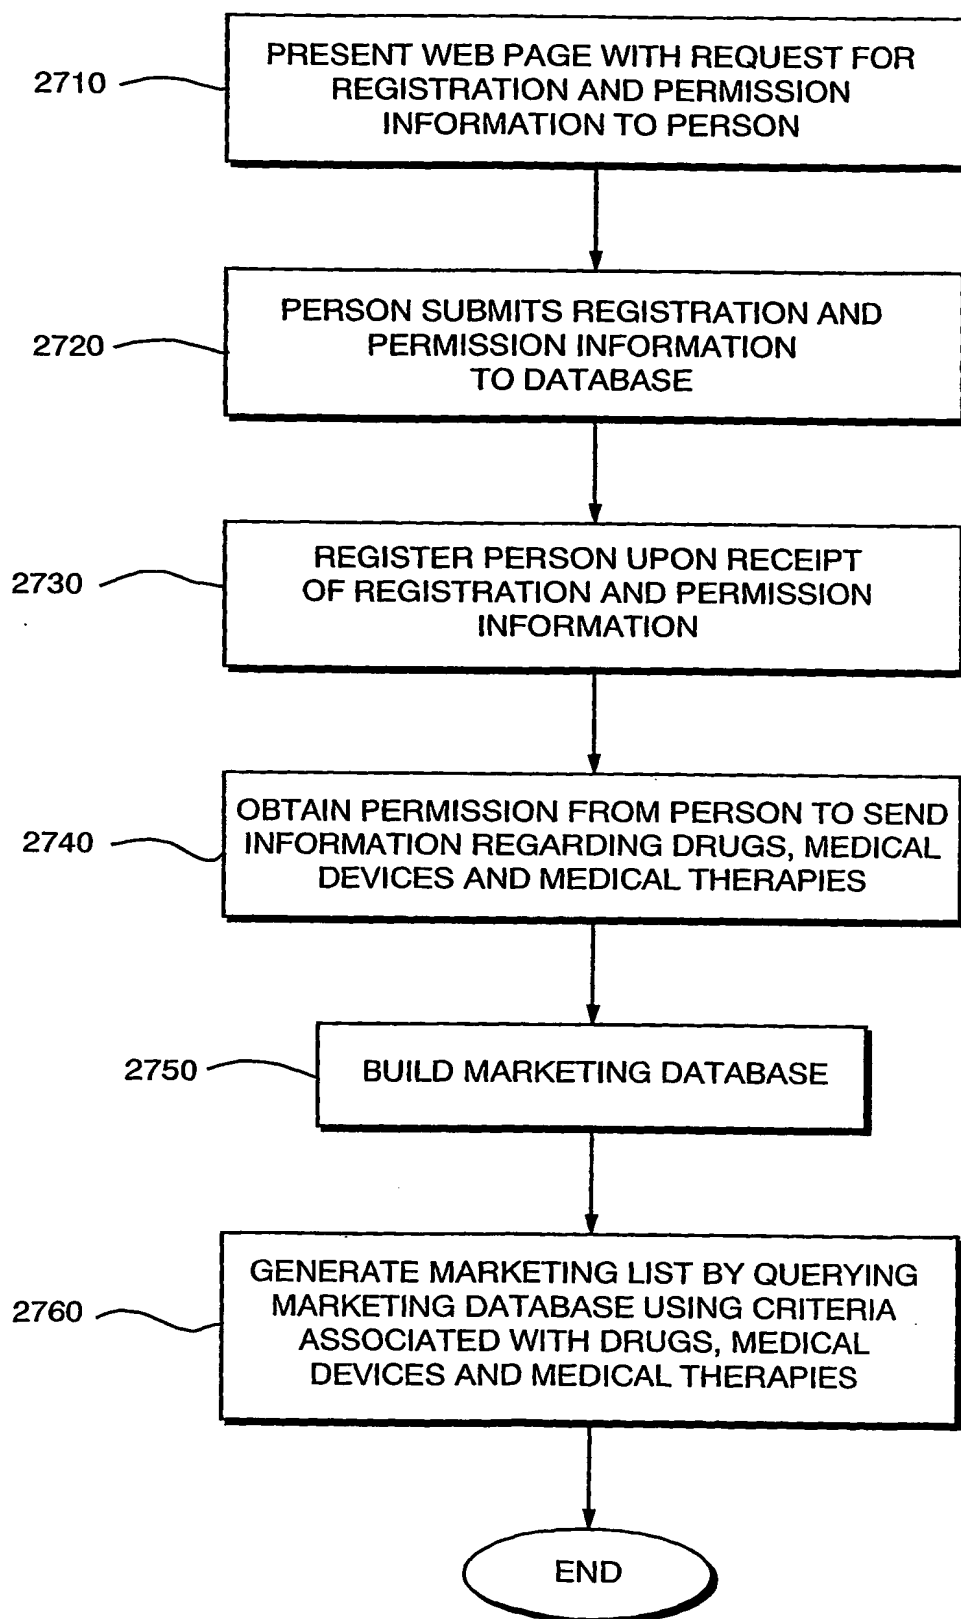 2710
PRESENT WEB PAGE WITH REQUEST FOR
REGISTRATION AND PERMISSION
INFORMATION TO PERSON
2720
PERSON SUBMITS REGISTRATION AND
PERMISSION INFORMATION
TO DATABASE
2730
REGISTER PERSON UPON RECEIPT
OF REGISTRATION AND PERMISSION
INFORMATION
2740
OBTAIN PERMISSION FROM PERSON TO SEND
INFORMATION REGARDING DRUGS, MEDICAL
DEVICES AND MEDICAL THERAPIES
2750
BUILD MARKETING DATABASE
2760
GENERATE MARKETING LIST BY QUERYING
MARKETING DATABASE USING CRITERIA
ASSOCIATED WITH DRUGS, MEDICAL
DEVICES AND MEDICAL THERAPIES
END